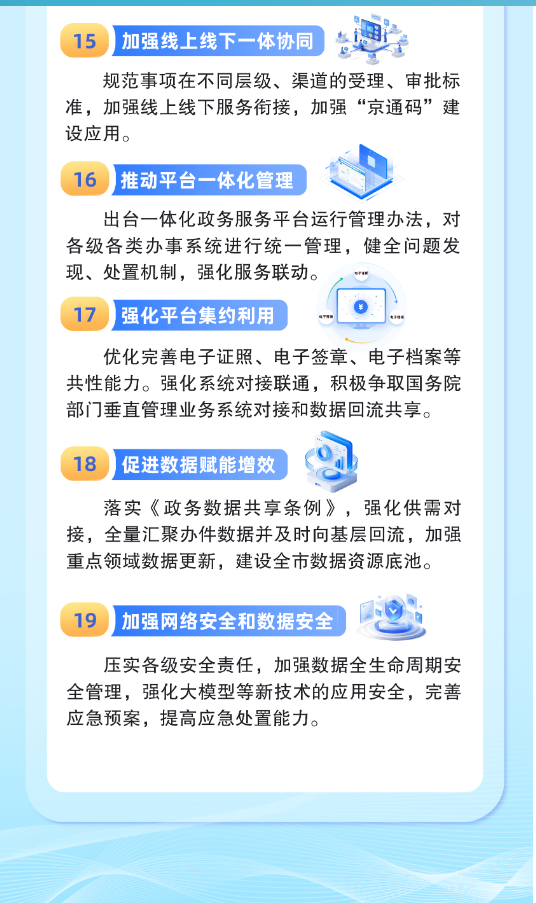 15 加强线上线下一体协同
规范事项在不同层级、渠道的受理、审批标
准，加强线上线下服务衔接，加强“京通码”建
设应用。
16 推动平台一体化管理
出台一体化政务服务平台运行管理办法，对
各级各类办事系统进行统一管理，健全问题发
现、处置机制，强化服务联动。
电子证照
17 强化平台集约利用
电子档案
优化完善电子证照、电子签章、电子档案等
共性能力。强化系统对接联通，积极争取国务院
部门垂直管理业务系统对接和数据回流共享。
18 促进数据赋能增效
落实《政务数据共享条例》，强化供需对
接，全量汇聚办件数据并及时向基层回流，加强
重点领域数据更新，建设全市数据资源底池。
19 加强网络安全和数据安全
压实各级安全责任，加强数据全生命周期安
全管理，强化大模型等新技术的应用安全，完善
应急预案，提高应急处置能力。